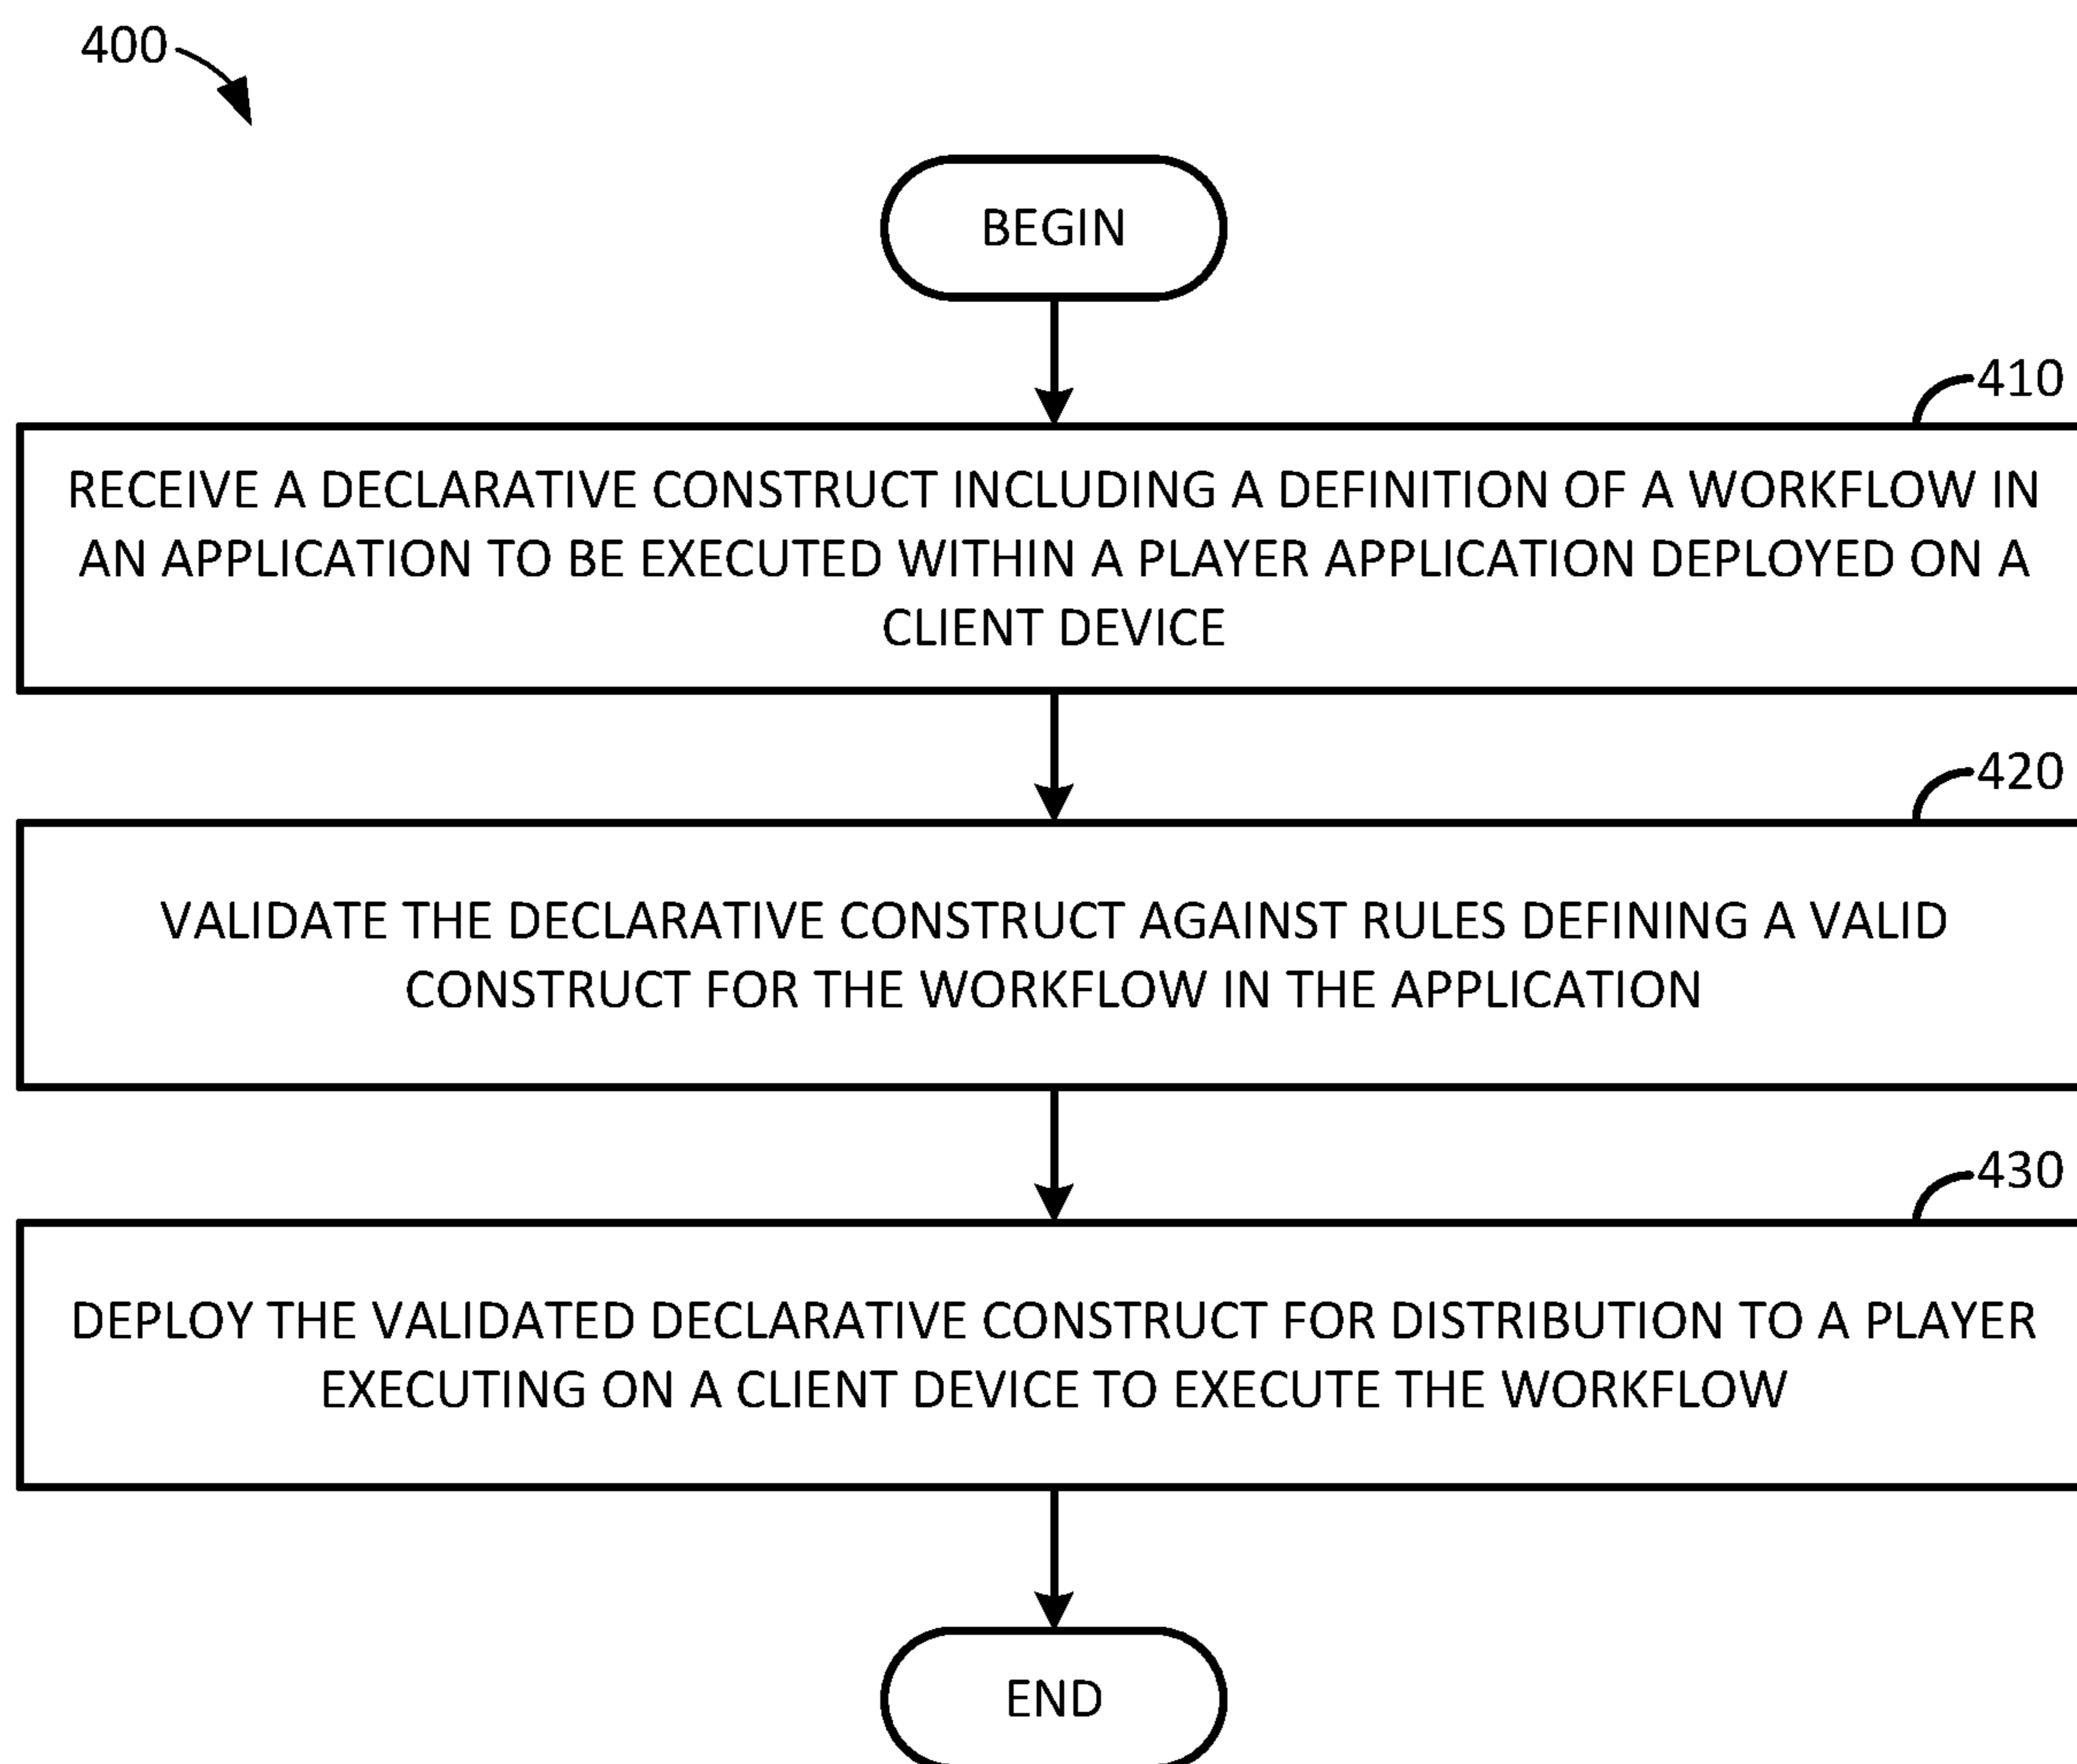 400
BEGIN
410
RECEIVE A DECLARATIVE CONSTRUCT INCLUDING A DEFINITION OF A WORKFLOW IN
AN APPLICATION TO BE EXECUTED WITHIN A PLAYER APPLICATION DEPLOYED ON A
CLIENT DEVICE
420
VALIDATE THE DECLARATIVE CONSTRUCT AGAINST RULES DEFINING A VALID
CONSTRUCT FOR THE WORKFLOW IN THE APPLICATION
430
DEPLOY THE VALIDATED DECLARATIVE CONSTRUCT FOR DISTRIBUTION TO A PLAYER
EXECUTING ON A CLIENT DEVICE TO EXECUTE THE WORKFLOW
END